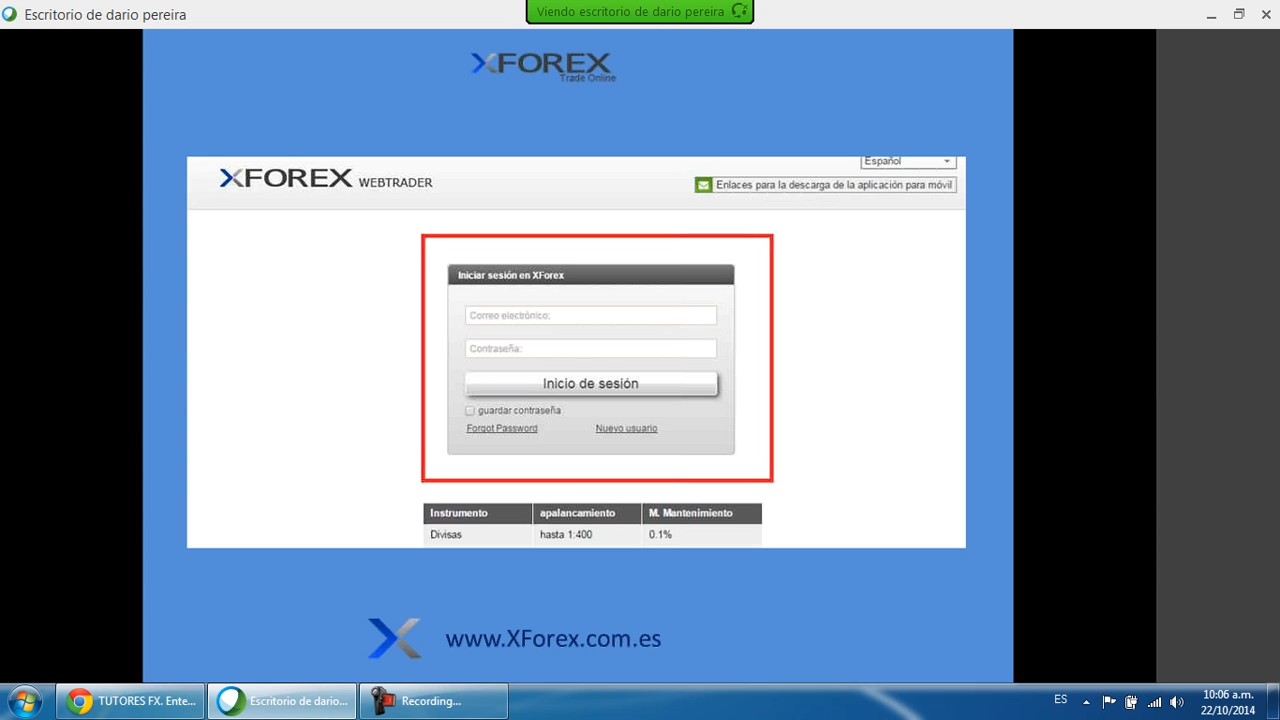 Escritorio de dario pereira
Viendo escritorio de dario pereira
XFOREX
Trade Online
XFOREX WEBTRADER
Español
Enlaces para la descarga de la aplicación para móvil
Iniciar sesión en XForex
Correo electrónico:
Contraseña:
Inicio de sesión
guardar contraseña
Forgot Password Nuevo usuario
Instrumento apalancamiento M. Mantenimiento
Divisas hasta 1:400 0.1%
www.XForex.com.es
TUTORES FX. Ente... Escritorio de dario... Recording... ES 10:06 a.m.
22/10/2014